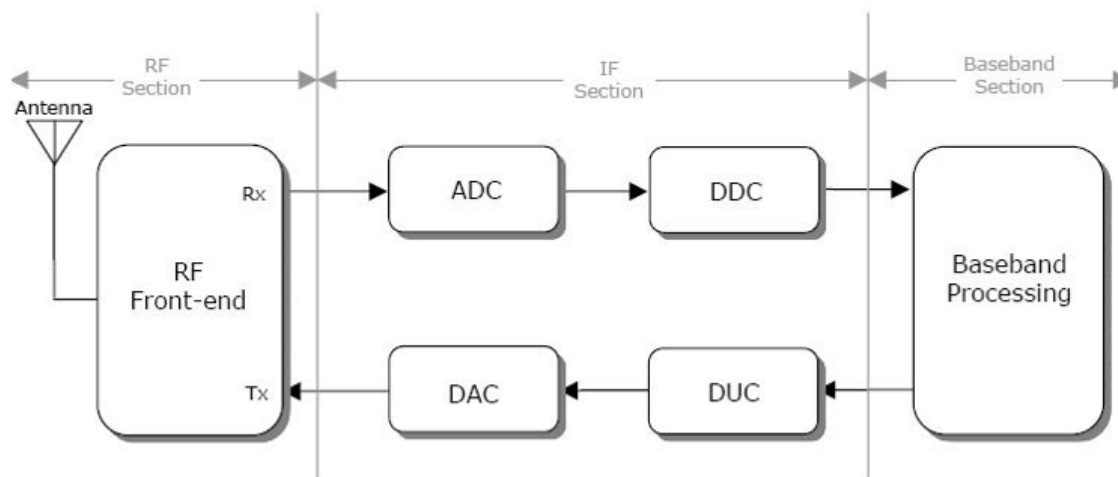 RF
Section
IF
Section
Baseband
Section
Antenna
Rx
ADC
DDC
RF
Front-end
Baseband
Processing
Tx
DAC
DUC